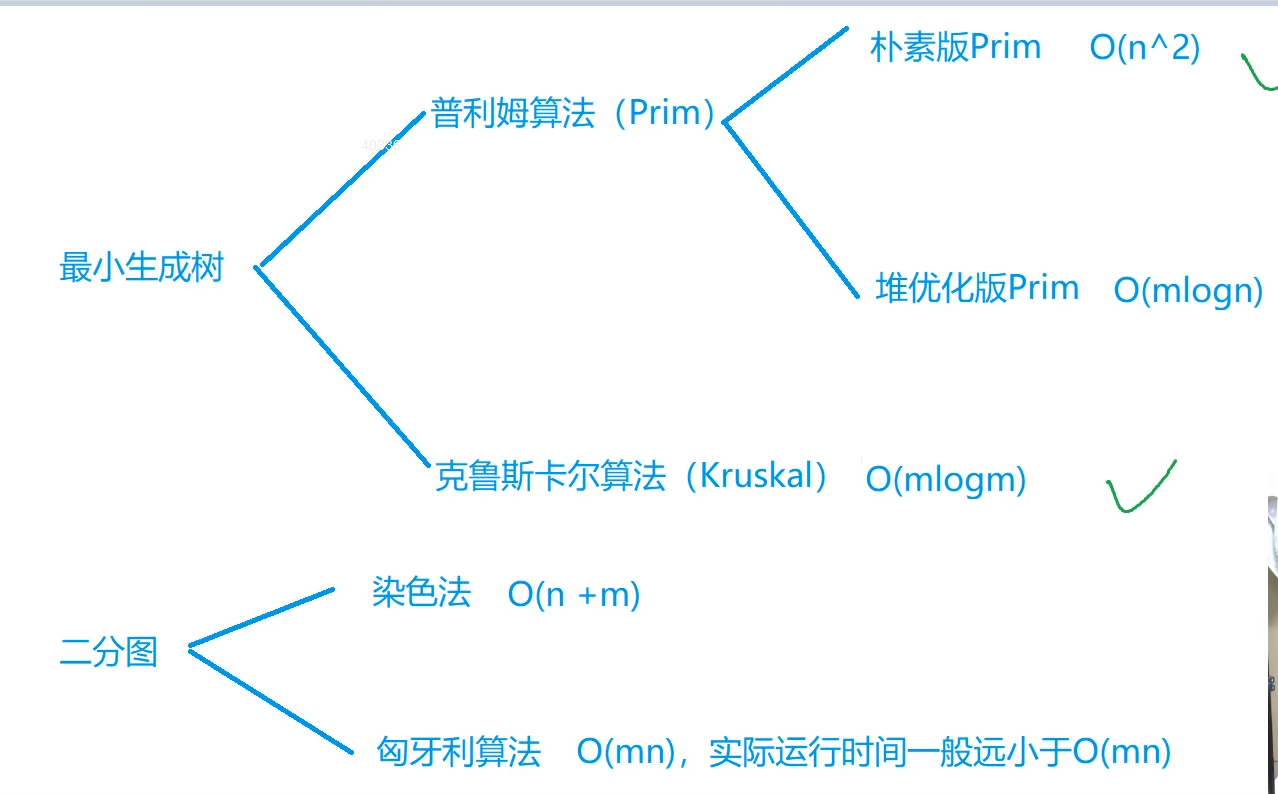 朴素版Prim O(n^2)
普利姆算法（Prim）
最小生成树
堆优化版Prim O(mlogn)
克鲁斯卡尔算法（Kruskal） O(mlogm)
染色法 O(n +m)
二分图
匈牙利算法 O(mn)，实际运行时间一般远小于O(mn)